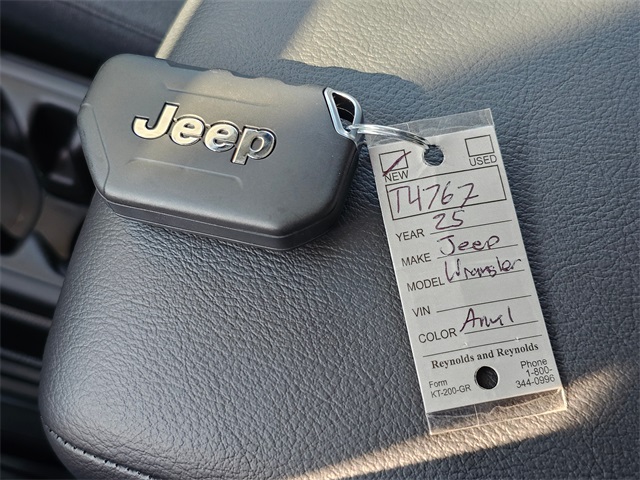 Jeep
NEW USED
T4767
YEAR 25
MAKE Jeep
MODEL Wrangler
VIN
COLOR Anvil
Reynolds and Reynolds
Form
KT-200-GR
Phone
1-800-
344-0996